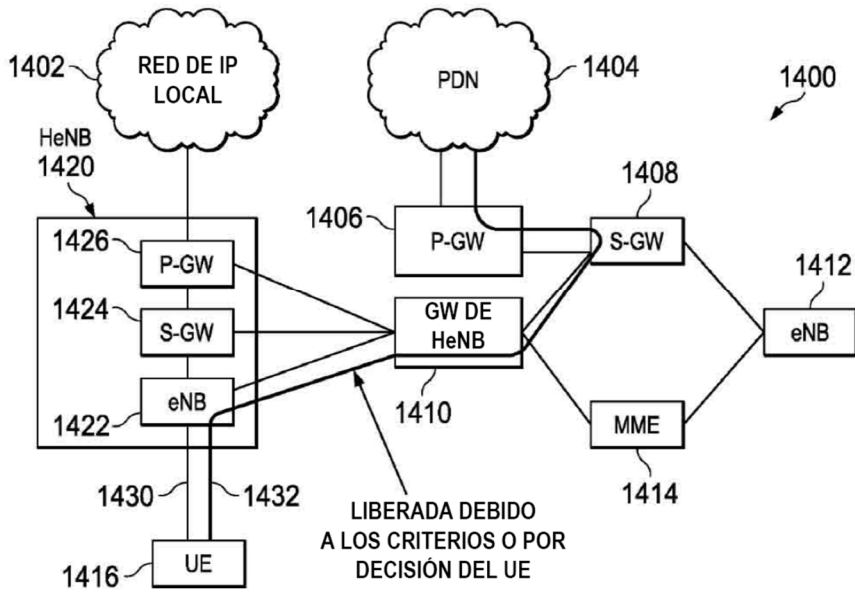 1402
RED DE IP
LOCAL
PDN
1404
1400
HeNB
1420
1426
P-GW
1424
S-GW
1422
eNB
1406
P-GW
1408
S-GW
GW DE
HeNB
1410
1412
eNB
MME
1414
1430
1432
LIBERADA DEBIDO
A LOS CRITERIOS O POR
DECISIÓN DEL UE
1416
UE